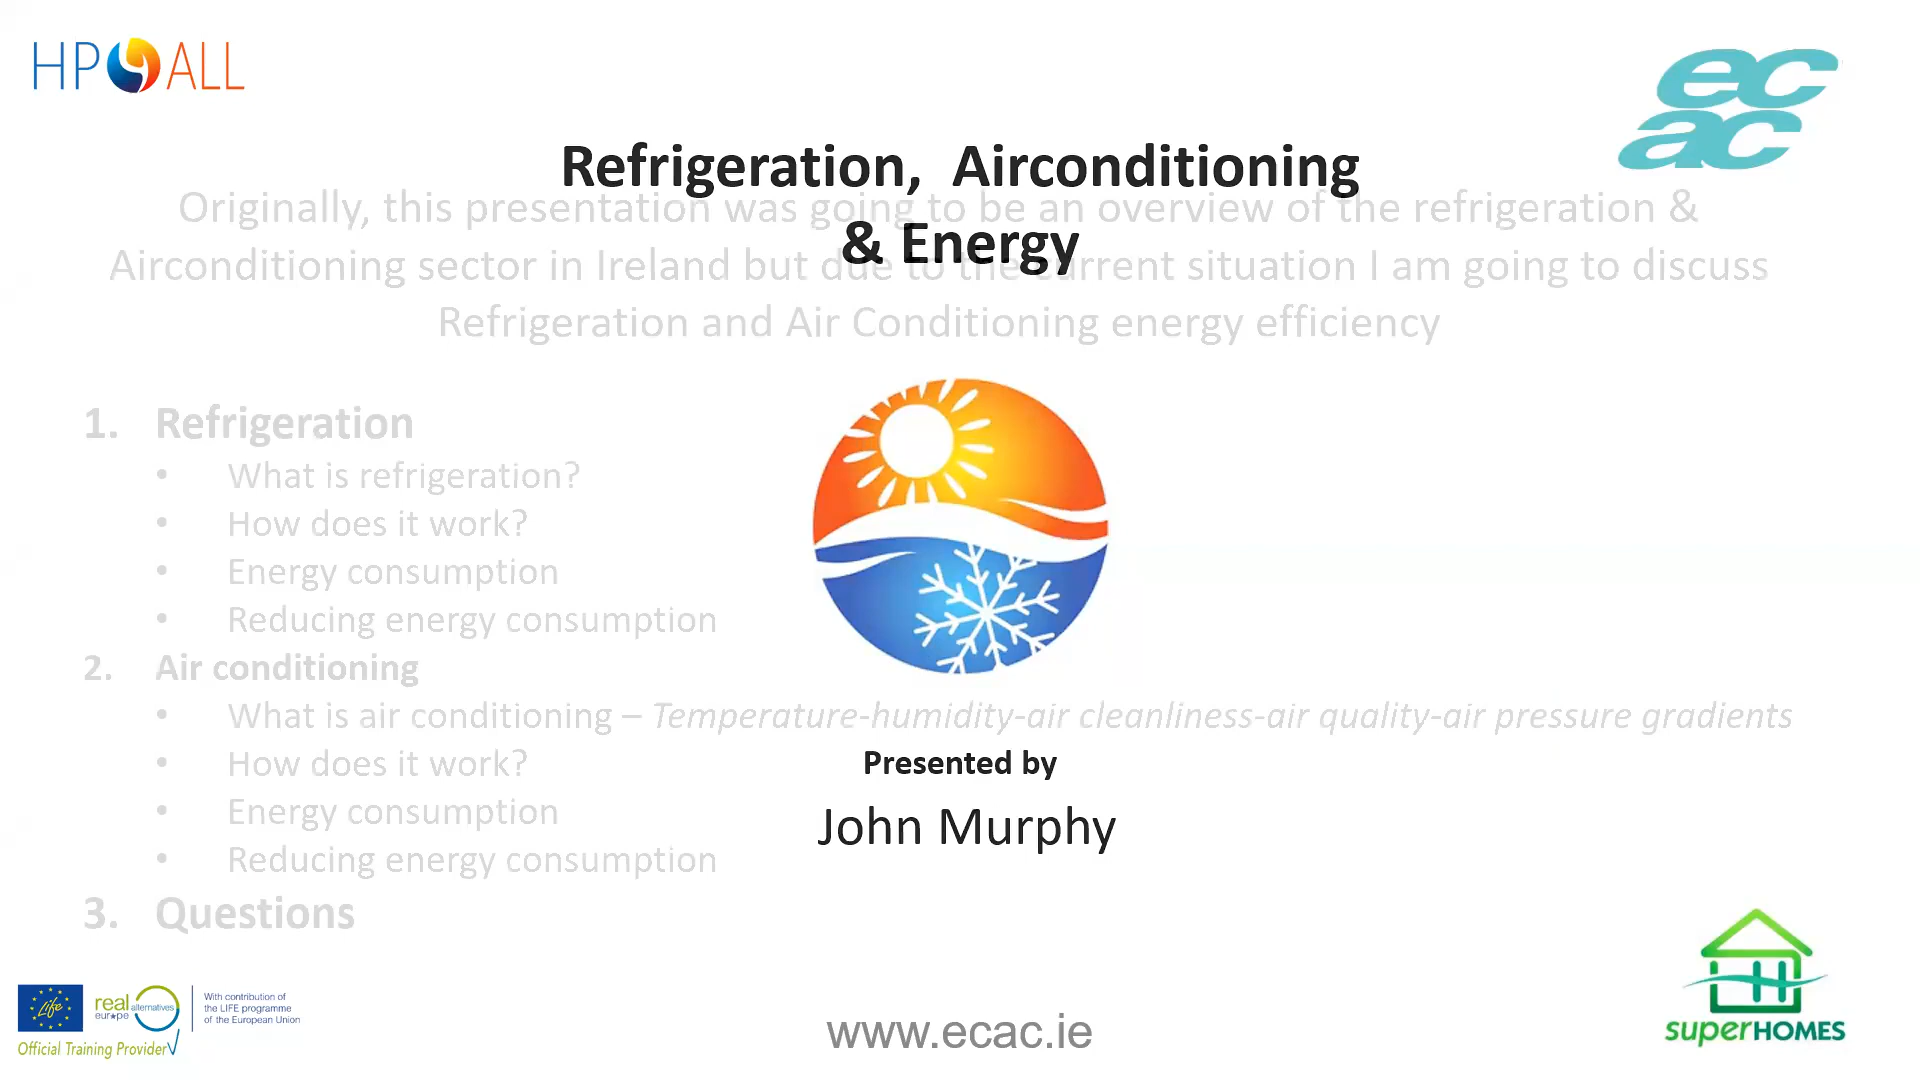 HP4ALL
ec
ac
Refrigeration, Airconditioning
& Energy
Originally, this presentation was going to be an overview of the refrigeration &
Airconditioning sector in Ireland but due to the current situation I am going to discuss
Refrigeration and Air Conditioning energy efficiency
1. Refrigeration
• What is refrigeration?
• How does it work?
• Energy consumption
• Reducing energy consumption
2. Air conditioning
• What is air conditioning – Temperature-humidity-air cleanliness-air quality-air pressure gradients
• How does it work?
• Energy consumption
• Reducing energy consumption
3. Questions
Presented by
John Murphy
Life
real alternatives
europe
With contribution of
the LIFE programme
of the European Union
Official Training Provider
www.ecac.ie
superHOMES